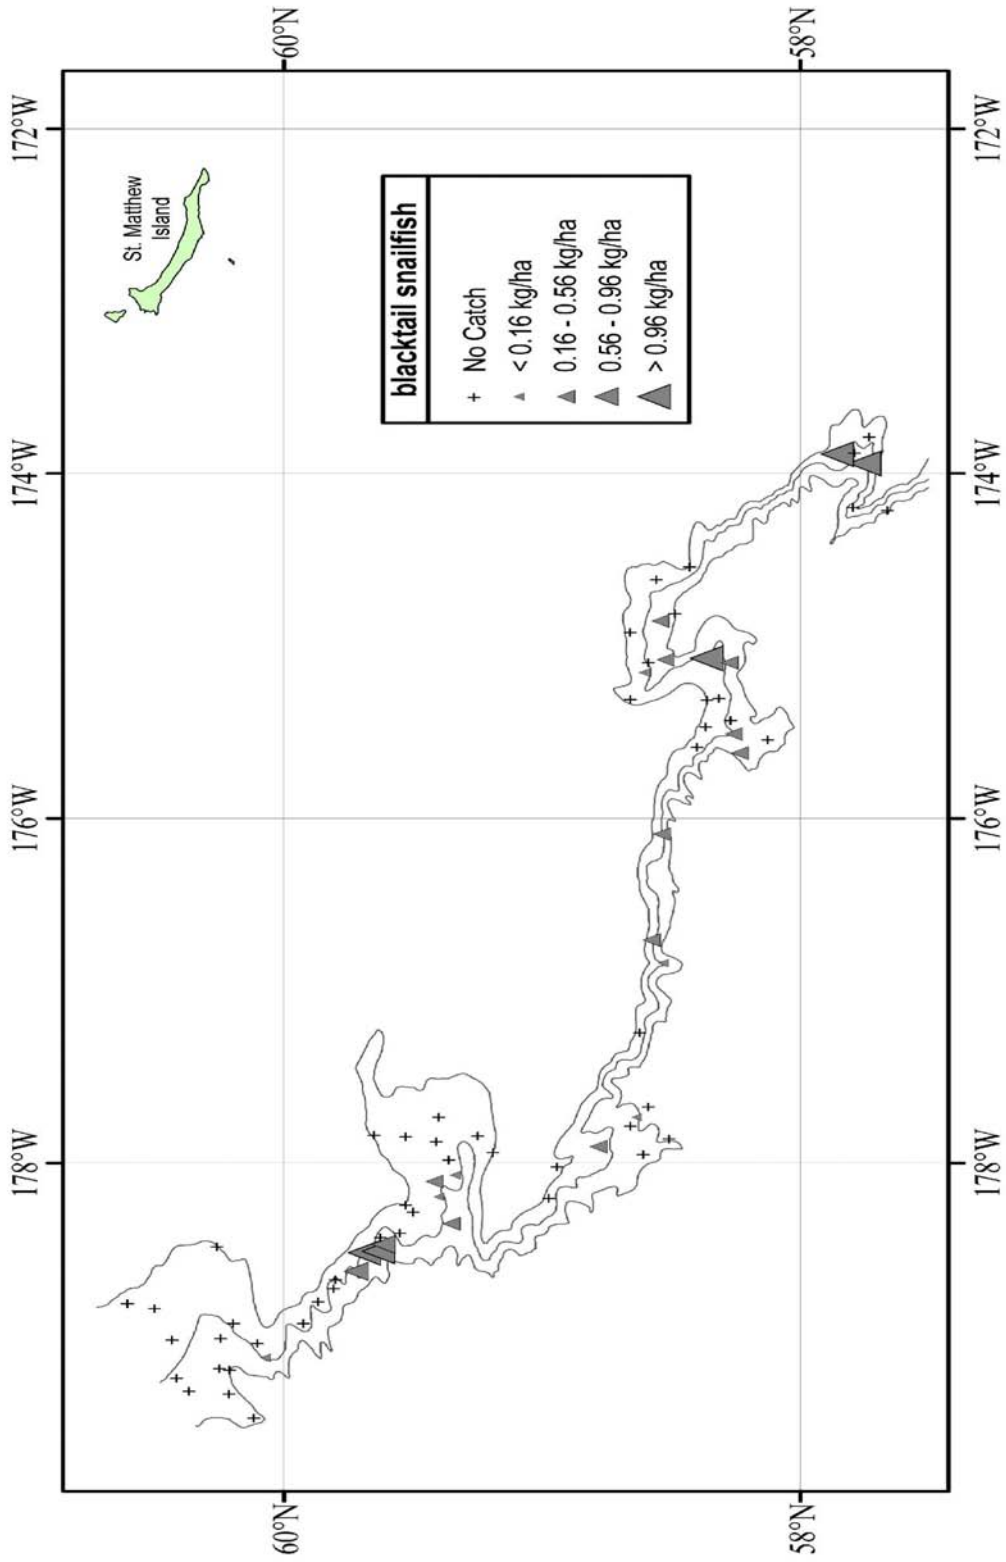 172°W
174°W
176°W
178°W
60°N
58°N
St. Matthew
Island
blacktail snailfish
No Catch
< 0.16 kg/ha
0.16 - 0.56 kg/ha
0.56 - 0.96 kg/ha
> 0.96 kg/ha
60°N
58°N
172°W
174°W
176°W
178°W